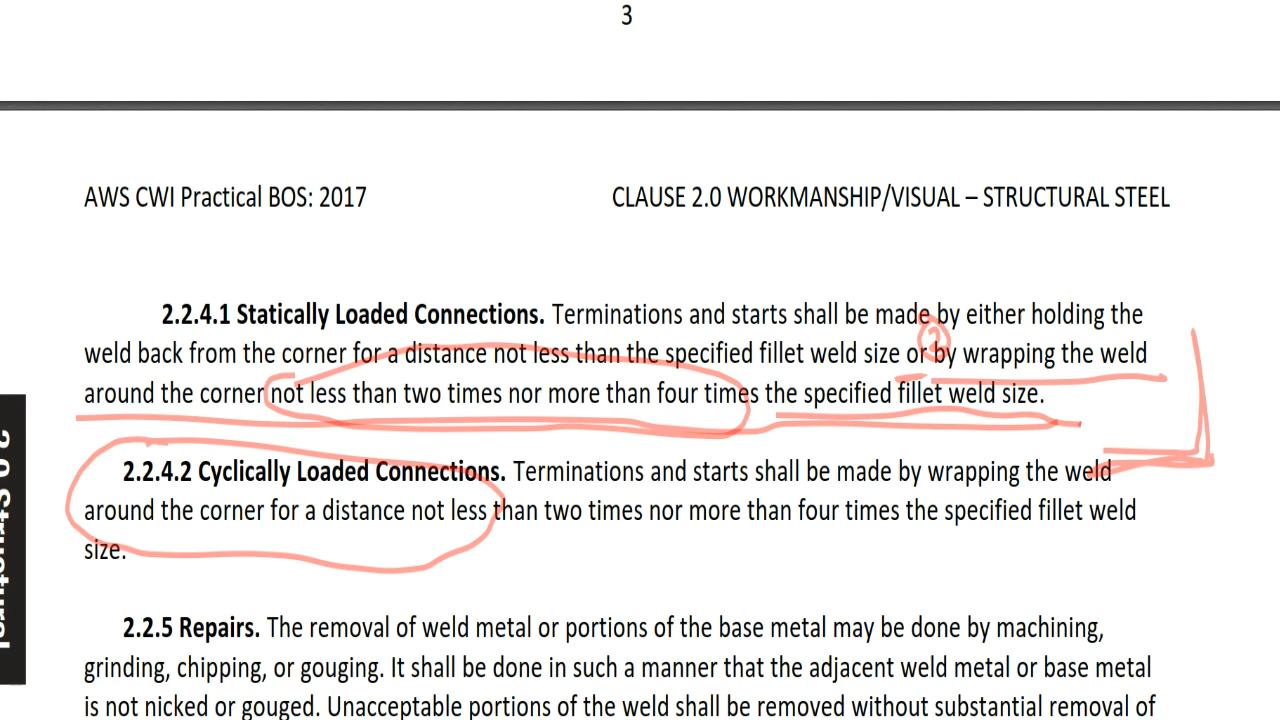 3
AWS CWI Practical BOS: 2017 CLAUSE 2.0 WORKMANSHIP/VISUAL – STRUCTURAL STEEL
2.2.4.1 Statically Loaded Connections. Terminations and starts shall be made by either holding the
2
weld back from the corner for a distance not less than the specified fillet weld size or by wrapping the weld
around the corner not less than two times nor more than four times the specified fillet weld size.
2.2.4.2 Cyclically Loaded Connections. Terminations and starts shall be made by wrapping the weld
around the corner for a distance not less than two times nor more than four times the specified fillet weld
size.
2.2.5 Repairs. The removal of weld metal or portions of the base metal may be done by machining,
grinding, chipping, or gouging. It shall be done in such a manner that the adjacent weld metal or base metal
is not nicked or gouged. Unacceptable portions of the weld shall be removed without substantial removal of